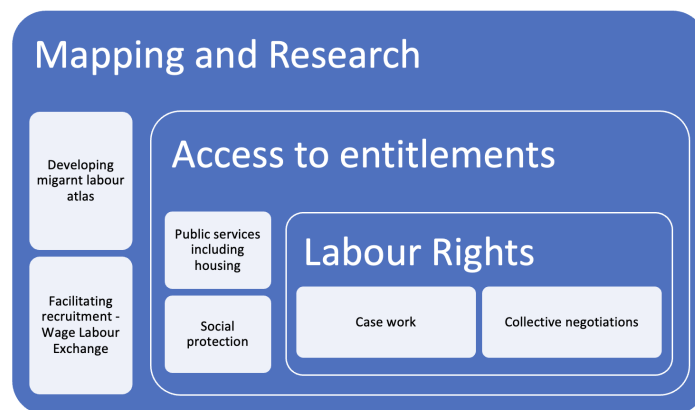 Mapping and Research
Developing
migarnt labour
atlas
Facilitating
recruitment -
Wage Labour
Exchange
Access to entitlements
Public services
including
housing
Social
protection
Labour Rights
Case work
Collective negotiations